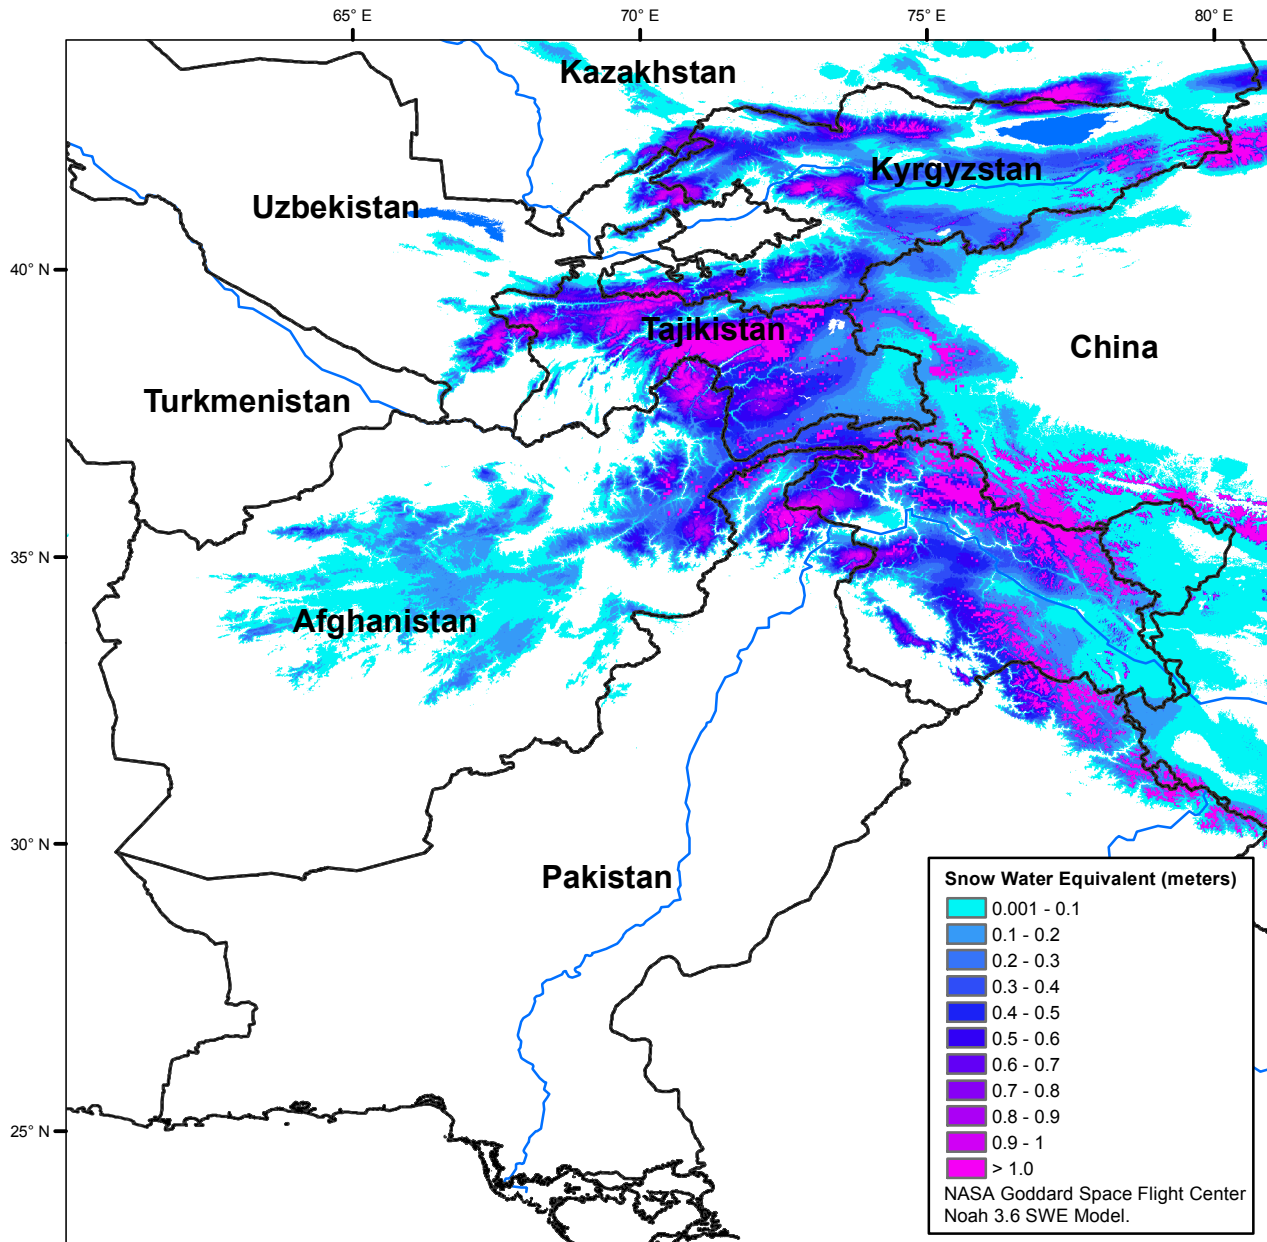 65° E
70° E
75° E
80° E
Kazakhstan
Kyrgyzstan
Uzbekistan
40° N
Tajikistan
China
Turkmenistan
35° N
Afghanistan
30° N
Pakistan
25° N
Snow Water Equivalent (meters)
0.001 - 0.1
0.1 - 0.2
0.2 - 0.3
0.3 - 0.4
0.4 - 0.5
0.5 - 0.6
0.6 - 0.7
0.7 - 0.8
0.8 - 0.9
0.9 - 1
> 1.0
NASA Goddard Space Flight Center
Noah 3.6 SWE Model.